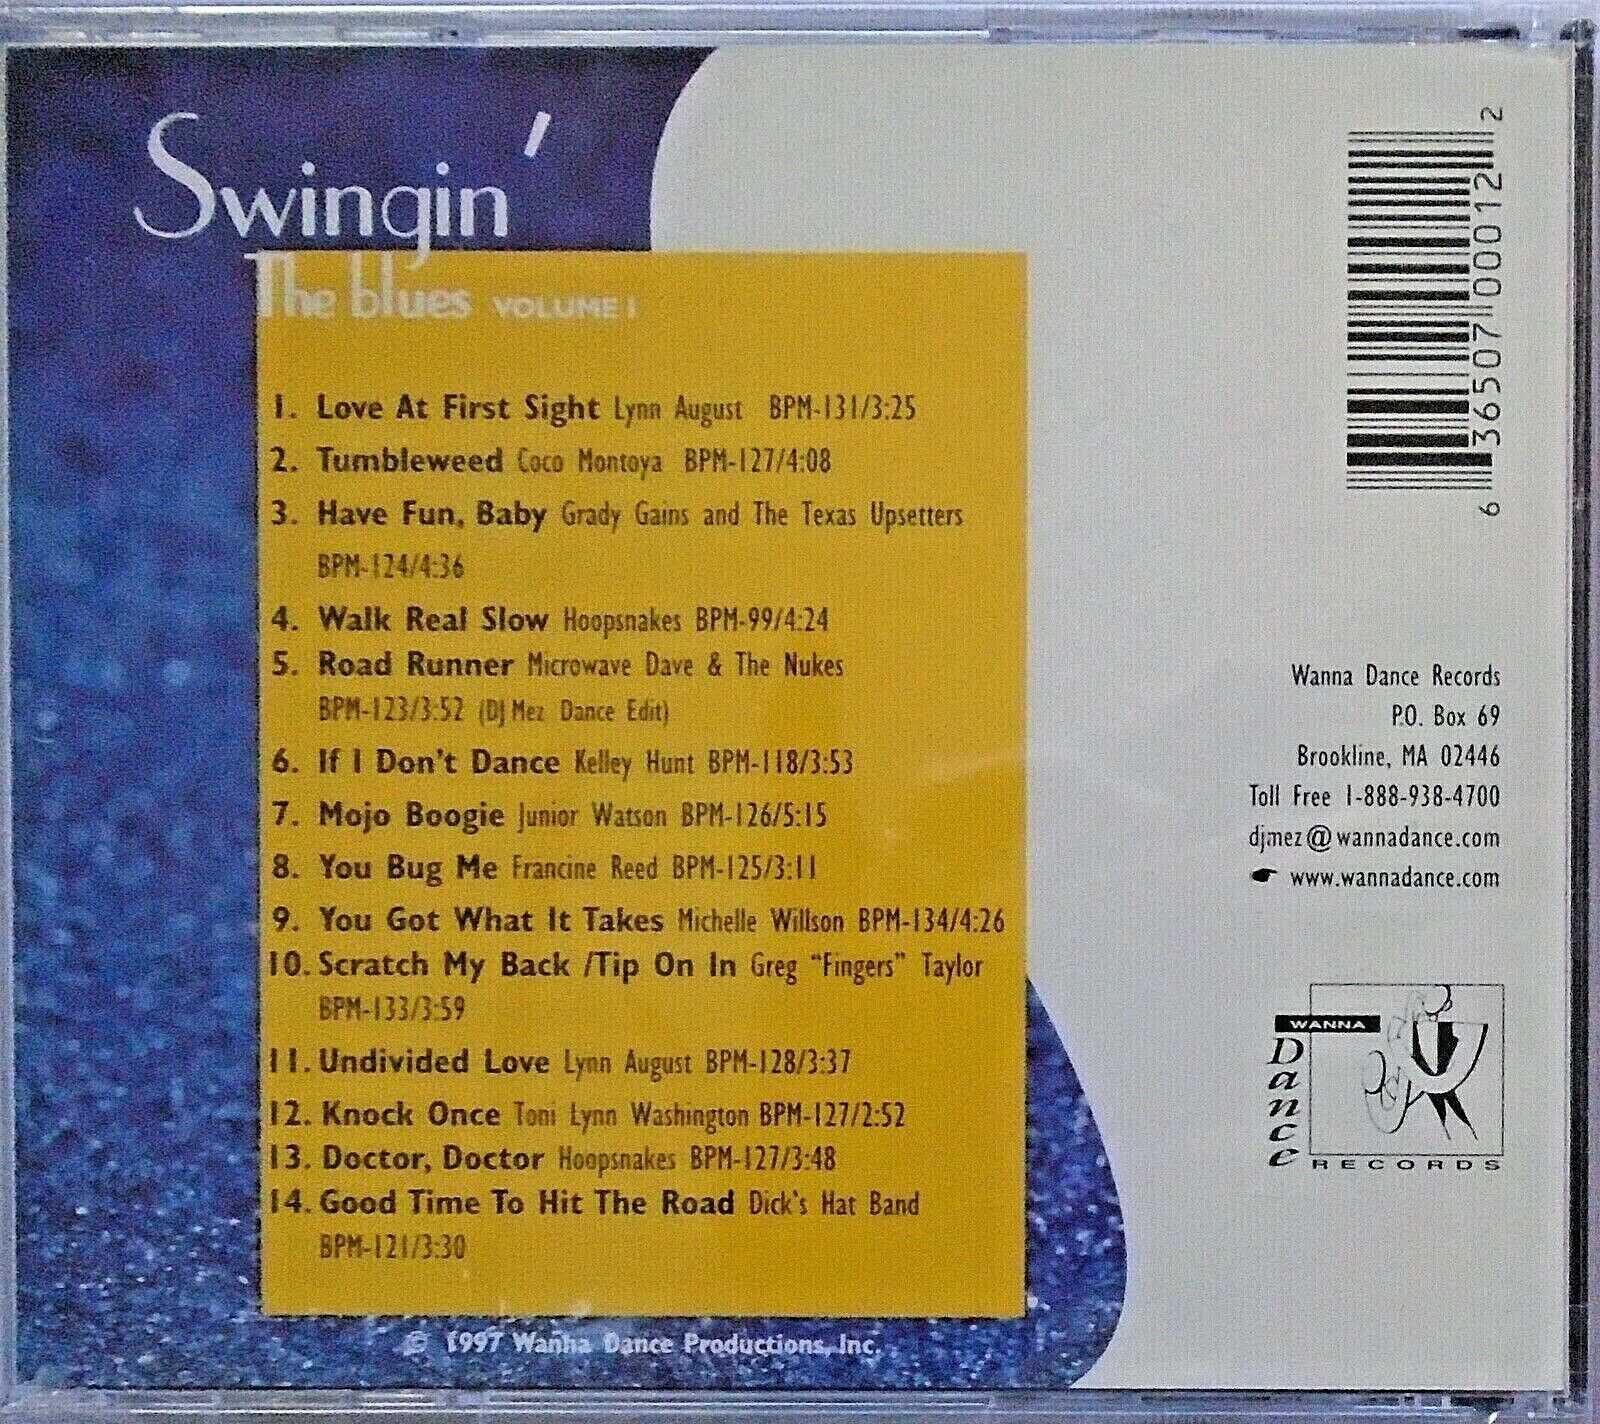 Swingin'
The blues VOLUME I
1. Love At First Sight Lynn August BPM-131/3:25
2. Tumbleweed Coco Montoya BPM-127/4:08
3. Have Fun, Baby Grady Gains and The Texas Upsetters
BPM-124/4:36
4. Walk Real Slow Hoopsnakes BPM-99/4:24
5. Road Runner Microwave Dave & The Nukes
BPM-123/3:52 (DJ Mez Dance Edit)
6. If I Don't Dance Kelley Hunt BPM-118/3:53
7. Mojo Boogie Junior Watson BPM-126/5:15
8. You Bug Me Francine Reed BPM-125/3:11
9. You Got What It Takes Michelle Willson BPM-134/4:26
10. Scratch My Back /Tip On In Greg "Fingers" Taylor
BPM-133/3:59
11. Undivided Love Lynn August BPM-128/3:37
12. Knock Once Toni Lynn Washington BPM-127/2:52
13. Doctor, Doctor Hoopsnakes BPM-127/3:48
14. Good Time To Hit The Road Dick's Hat Band
BPM-121/3:30
© 1997 Wanna Dance Productions, Inc.
6 36507 00012 2
Wanna Dance Records
P.O. Box 69
Brookline, MA 02446
Toll Free 1-888-938-4700
djmez@wannadance.com
www.wannadance.com
WANNA
Dance
RECORDS